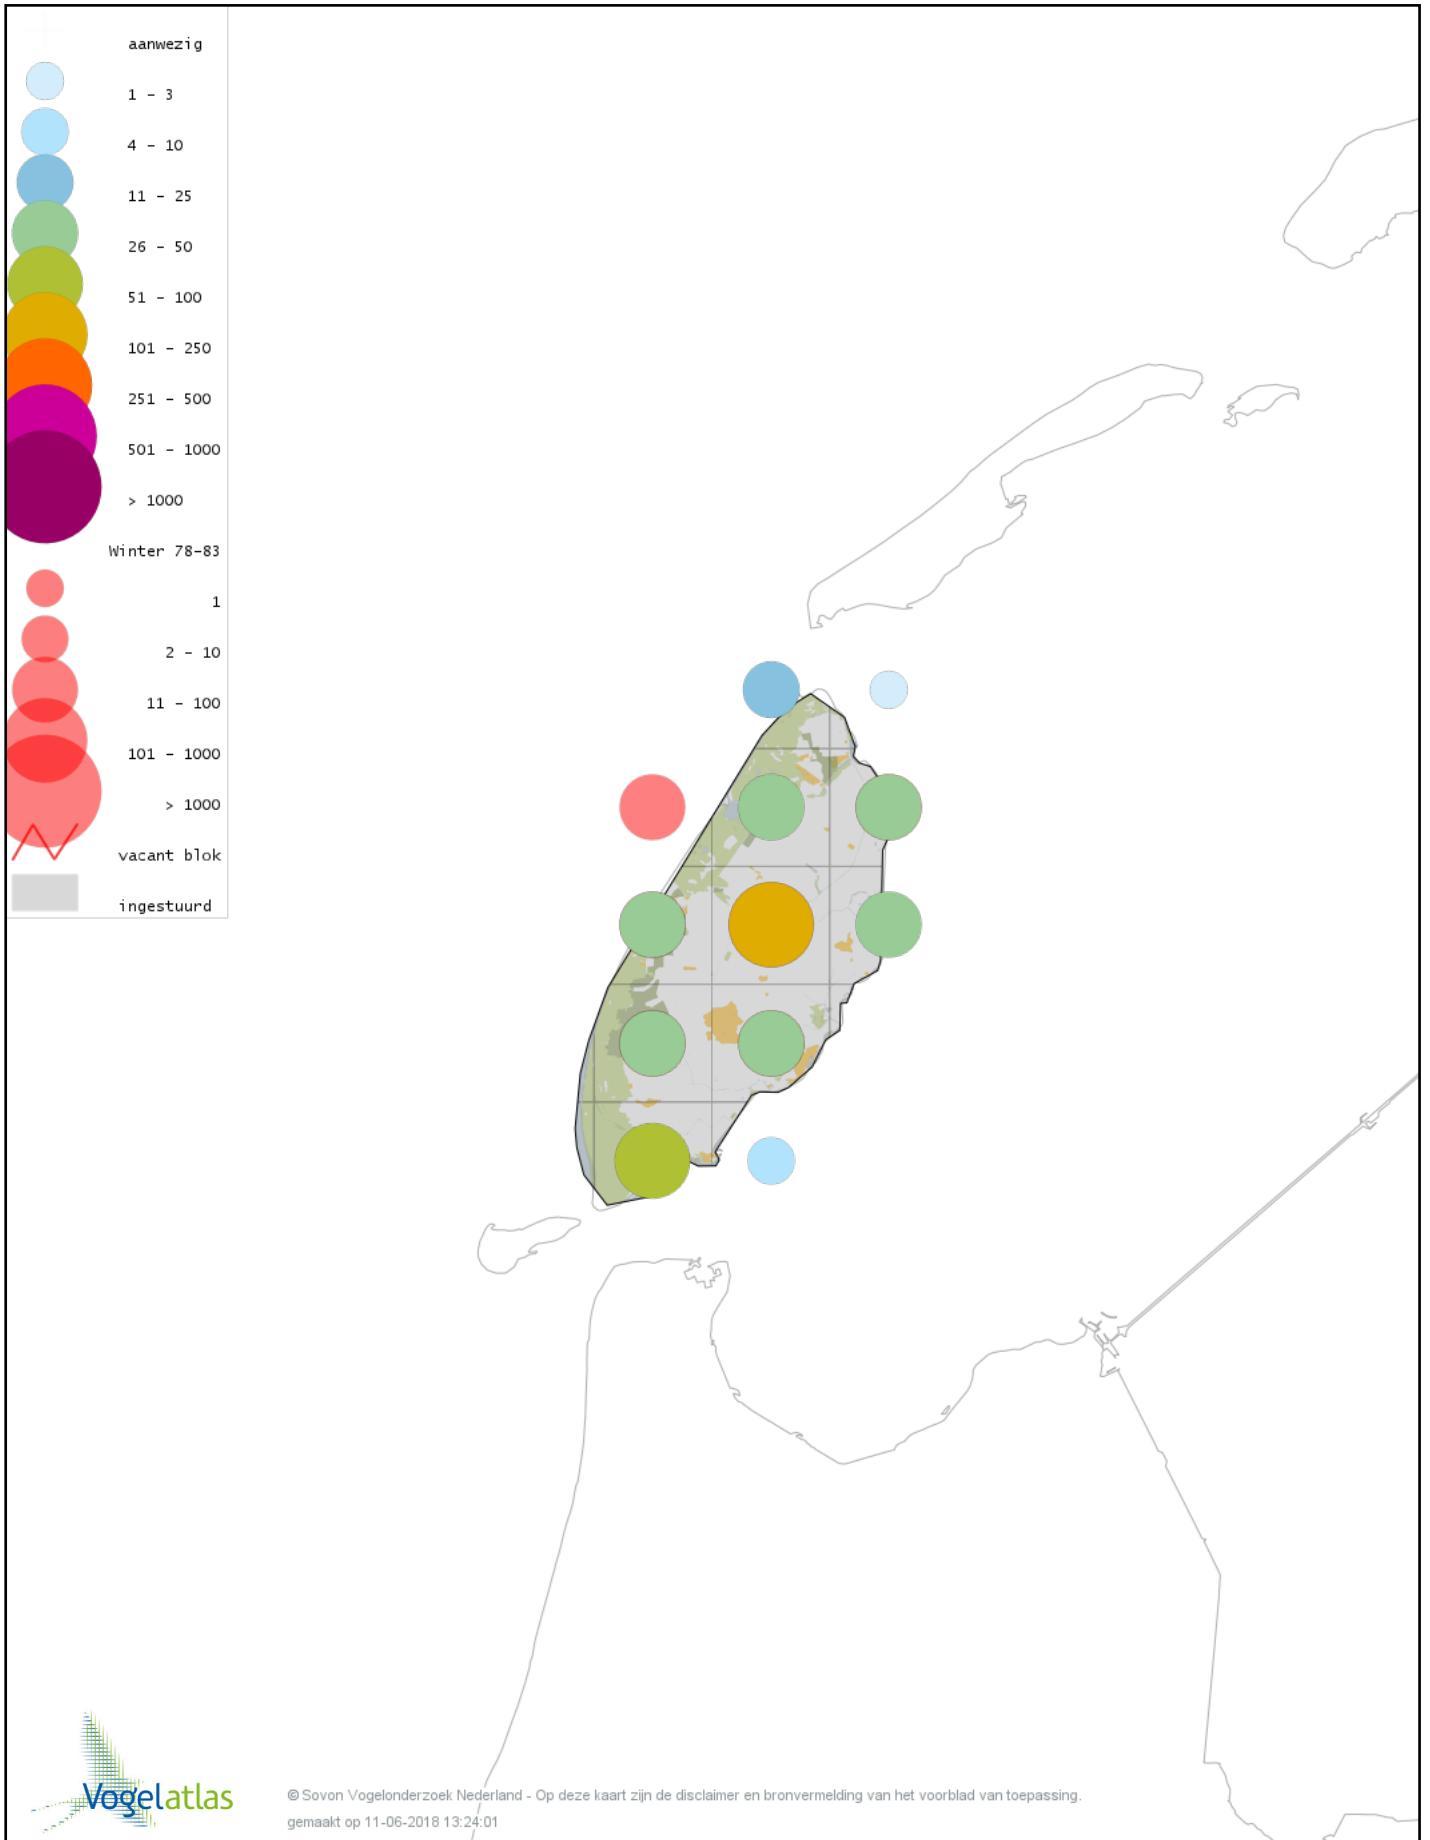 aanwezig
1 - 3
4 - 10
11 - 25
26 - 50
51 - 100
101 - 250
251 - 500
501 - 1000
> 1000
Winter 78-83
1
2 - 10
11 - 100
101 - 1000
> 1000
vacant blok
ingestuurd
Vogelatlas
© Sovon Vogelonderzoek Nederland - Op deze kaart zijn de disclaimer en bronvermelding van het voorblad van toepassing.
gemaakt op 11-06-2018 13:24:01